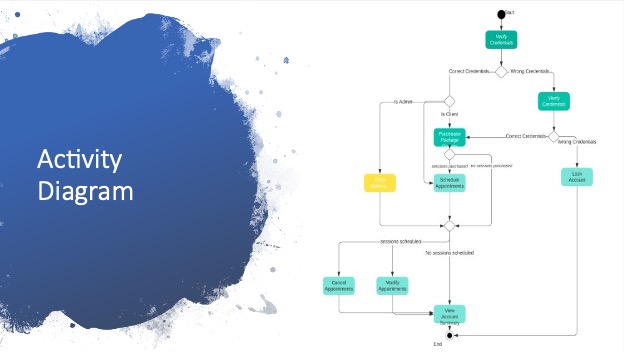 Activity
Diagram
Start
Verify
Credentials
Correct Credentials
Wrong Credentials
Verify
Credentials
Is Admin
Is Client
Purchase
Package
Correct Credentials
Wrong Credentials
sessions purchased
no sessions purchased
Schedule
Appointments
Lock
Account
sessions scheduled
No sessions scheduled
Cancel
Appointments
Modify
Appointments
View
Account
Summary
End